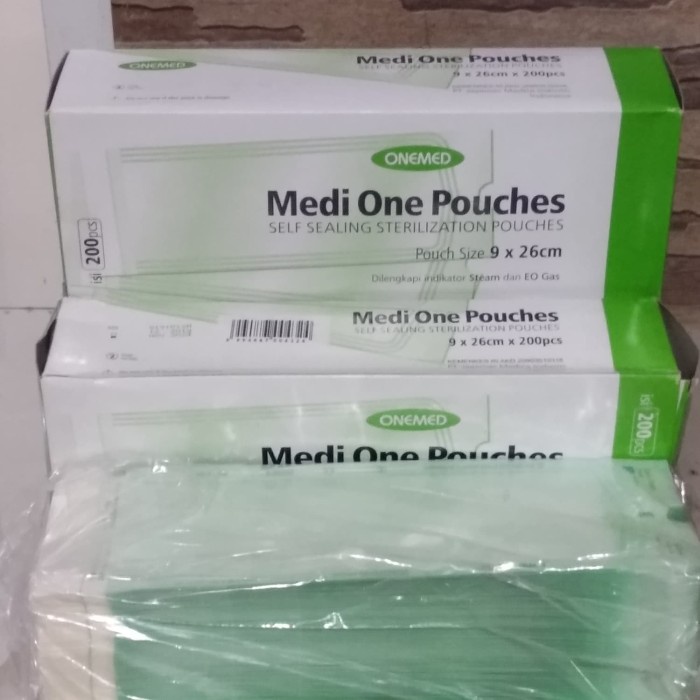 ONEMED
Medi One Pouches
SELF SEALING STERILIZATION POUCHES
9 x 26cm x 200pcs
ONEMED
Medi One Pouches
SELF SEALING STERILIZATION POUCHES
Pouch Size 9 x 26cm
Dilengkapi indikator Steam dan EO Gas
isi 200pcs
Medi One Pouches
SELF SEALING STERILIZATION POUCHES
9 x 26cm x 200pcs
ONEMED
isi 200pcs
Medi One Pouches